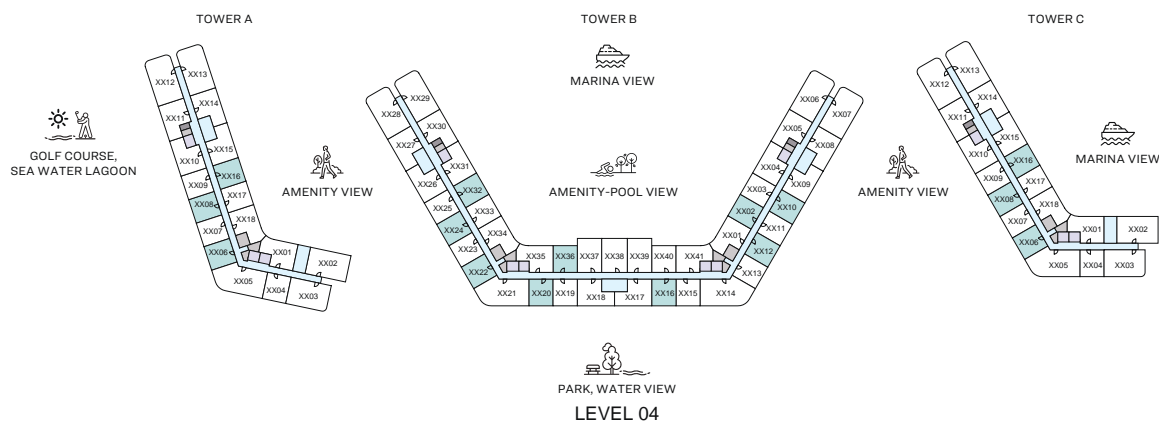 TOWER A
TOWER B
TOWER C
MARINA VIEW
GOLF COURSE,
SEA WATER LAGOON
AMENITY VIEW
AMENITY-POOL VIEW
AMENITY VIEW
MARINA VIEW
XX12
XX13
XX11
XX14
XX10
XX15
XX09
XX16
XX08
XX17
XX07
XX18
XX06
XX01
XX02
XX05
XX04
XX03
XX28
XX29
XX27
XX30
XX26
XX31
XX25
XX32
XX24
XX33
XX23
XX34
XX22
XX35
XX36
XX37
XX38
XX39
XX40
XX41
XX21
XX20
XX19
XX18
XX17
XX16
XX15
XX14
XX06
XX07
XX05
XX08
XX04
XX09
XX03
XX10
XX02
XX11
XX01
XX12
XX13
XX12
XX13
XX11
XX14
XX10
XX15
XX09
XX16
XX08
XX17
XX07
XX18
XX06
XX01
XX02
XX05
XX04
XX03
PARK, WATER VIEW
LEVEL 04